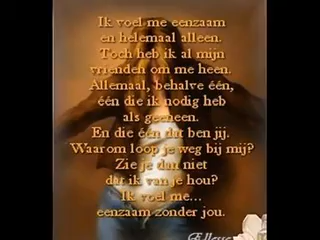 Ik voel me eenzaam
en helemaal alleen.
Toch heb ik al mijn
vrienden om me heen.
Allemaal, behalve één,
één die ik nodig heb
als geeneen.
En die één dat ben jij.
Waarom loop je weg bij mij?
Zie je dan niet
dat ik van je hou?
Ik voel me...
eenzaam zonder jou.
Ellesse